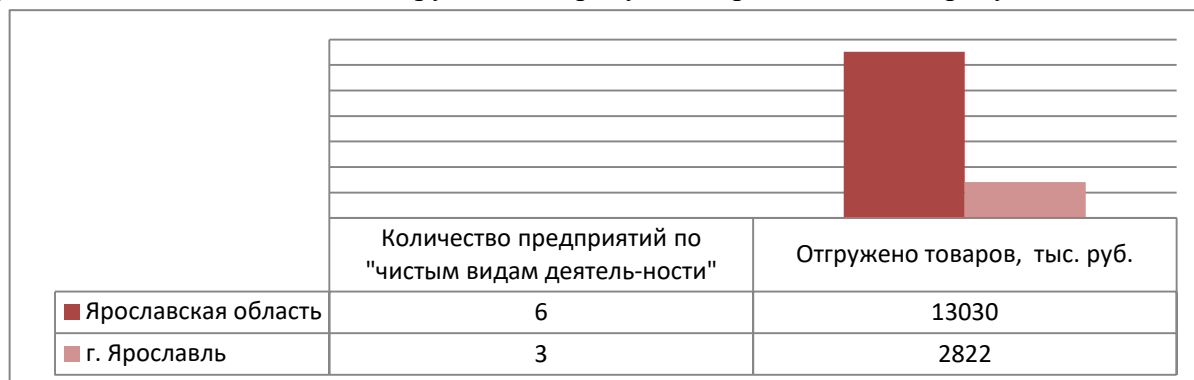 Количество предприятий по
"чистым видам деятель-ности"
Отгружено товаров,  тыс. руб.
Ярославская область
6
13030
г. Ярославль
3
2822